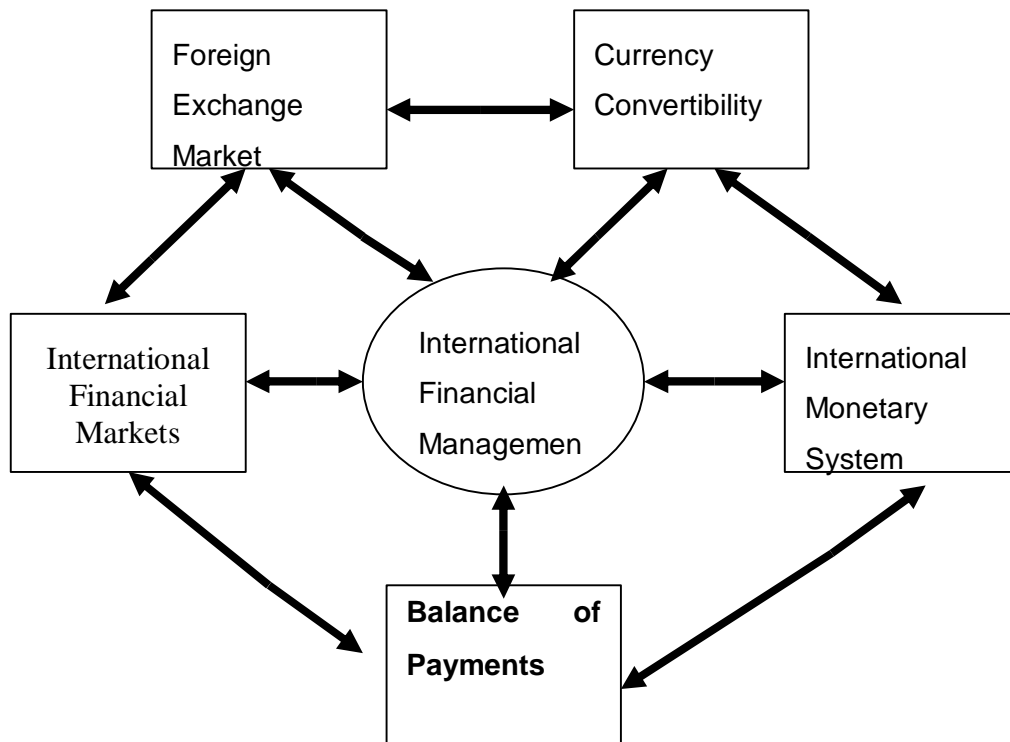 Foreign
Exchange
Market
Currency
Convertibility
International
Financial
Markets
International
Financial
Managemen
International
Monetary
System
Balance of
Payments